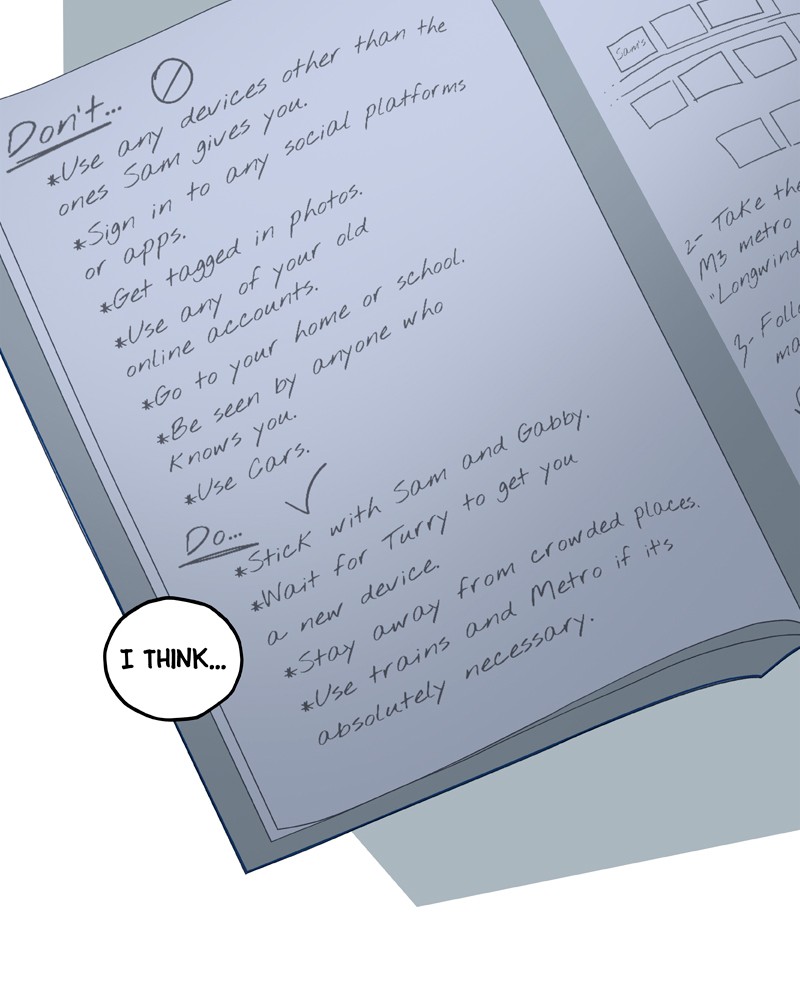 Don't...
*Use any devices other than the
ones Sam gives you.
*Sign in to any social platforms
or apps.
*Get tagged in photos.
*Use any of your old
online accounts.
*Go to your home or school.
*Be seen by anyone who
knows you.
*Use Cars.
Do...
*Stick with Sam and Gabby.
*Wait for Turry to get you
a new device.
*Stay away from crowded places.
*Use trains and Metro if it's
absolutely necessary.
I THINK...
Sam's
2- Take the
M3 metro
"Longwind
3- Follo
ma